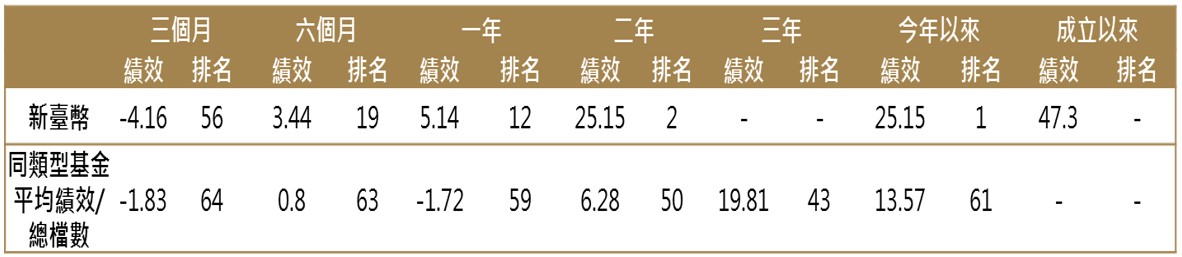 三個月 六個月 一年 二年 三年 今年以來 成立以來
績效 排名 績效 排名 績效 排名 績效 排名 績效 排名 績效 排名 績效 排名
新臺幣 -4.16 56 3.44 19 5.14 12 25.15 2 - - 25.15 1 47.3 -
同類型基金
平均績效/ -1.83 64 0.8 63 -1.72 59 6.28 50 19.81 43 13.57 61 - -
總檔數